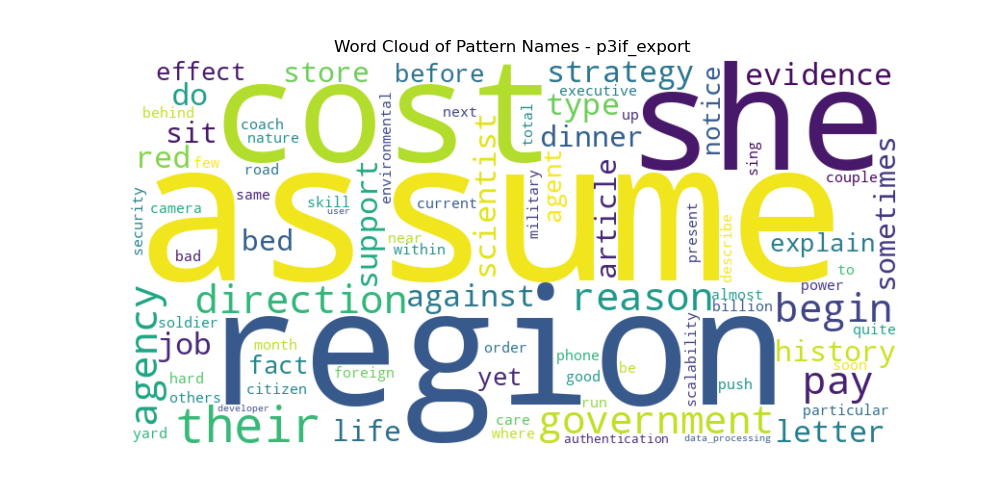 Word Cloud of Pattern Names - p3if_export
effect
store
before
strategy
executive
evidence
do
behind
sit
coach
nature
cost
next
total
type
up
dinner
notice
she
red
few
road
environmental
scientist
sing
couple
sometimes
security
camera
same
skill
user
support
current
military
agent
article
present
describe
assume
bad
bed
near
within
explain
to
power
agency
direction
against
reason
almost
billion
begin
soldier
job
month
fact
region
order
phone
scalability
quite
history
soon
hard
others
citizen
foreign
yet
good
be
push
pay
yard
developer
their
life
care
where
run
government
authentication
data_processing
particular
letter